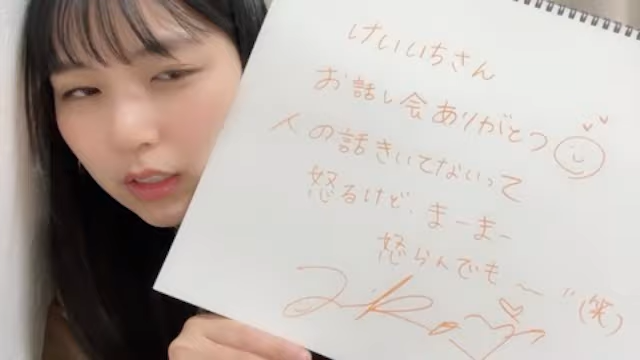 けいいちさん
お話し会ありがとう
人の話きいてないって
怒るけど、まーまー
怒らんでも〜"(笑)